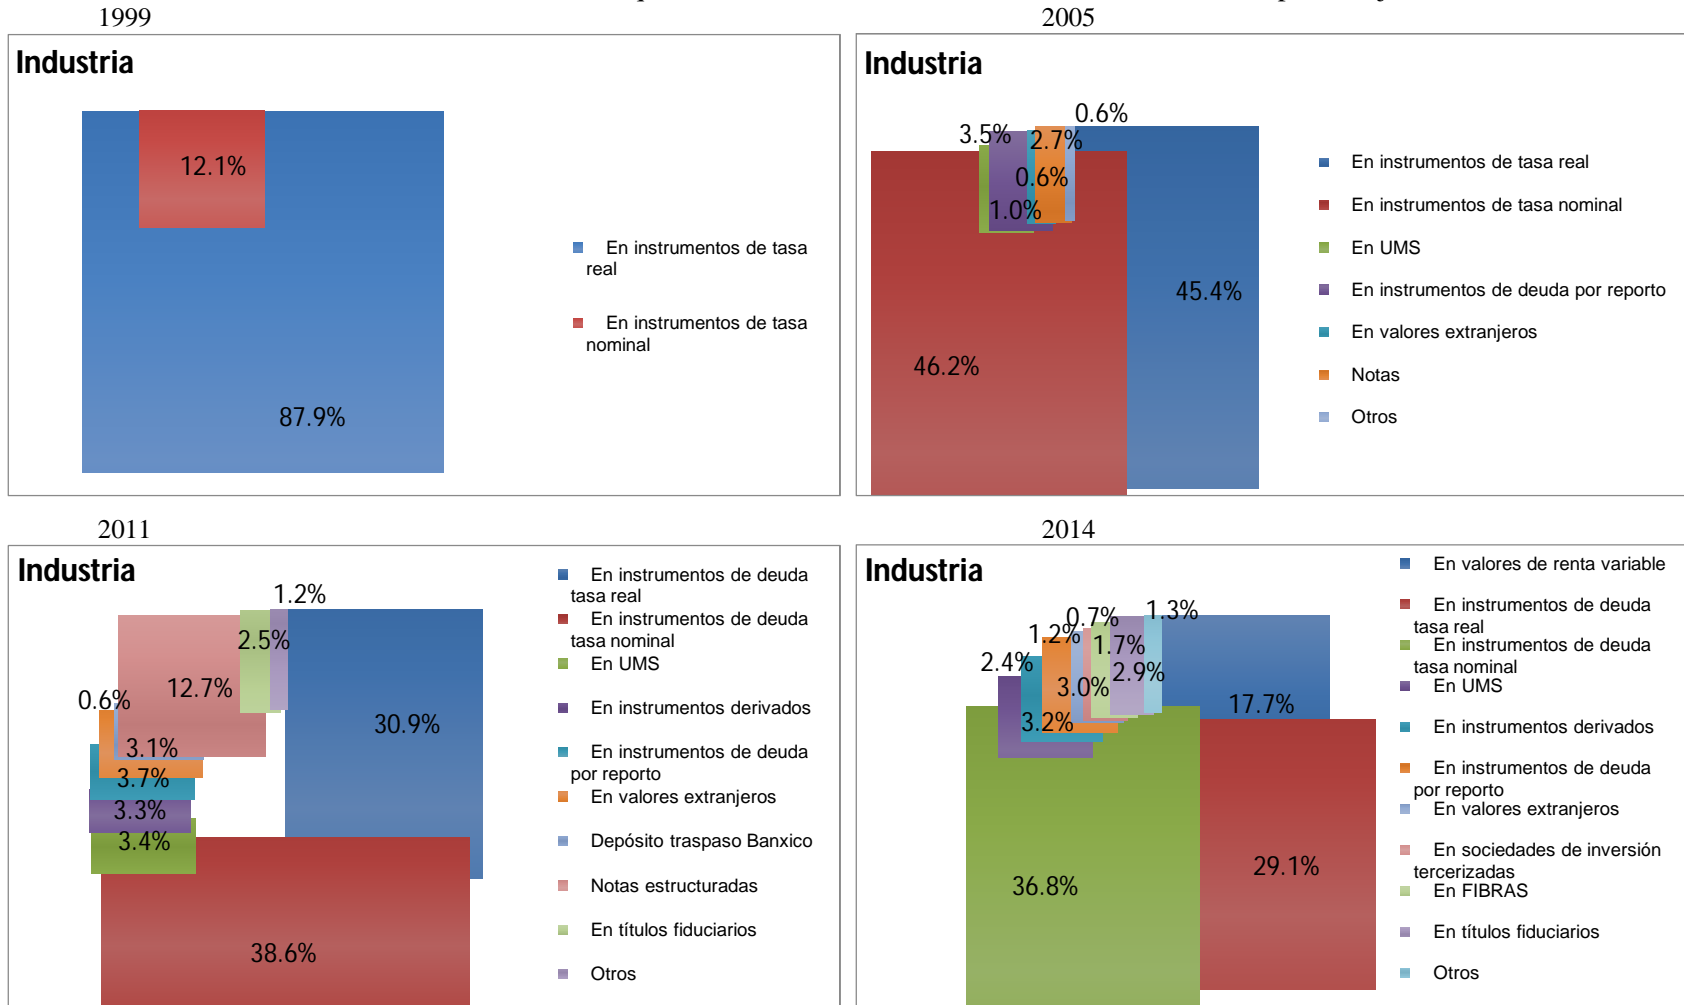 1999
2005
Industria
12.1%
87.9%
En instrumentos de tasa
real
En instrumentos de tasa
nominal
Industria
0.6%
3.5%
2.7%
0.6%
1.0%
45.4%
46.2%
En instrumentos de tasa real
En instrumentos de tasa nominal
En UMS
En instrumentos de deuda por reporto
En valores extranjeros
Notas
Otros
2011
2014
Industria
1.2%
2.5%
12.7%
0.6%
30.9%
3.1%
3.7%
3.3%
3.4%
38.6%
En instrumentos de deuda
tasa real
En instrumentos de deuda
tasa nominal
En UMS
En instrumentos derivados
En instrumentos de deuda
por reporto
En valores extranjeros
Depósito traspaso Banxico
Notas estructuradas
En títulos fiduciarios
Otros
Industria
0.7%
1.3%
1.2%
1.7%
2.4%
2.9%
3.0%
17.7%
3.2%
29.1%
36.8%
En valores de renta variable
En instrumentos de deuda
tasa real
En instrumentos de deuda
tasa nominal
En UMS
En instrumentos derivados
En instrumentos de deuda
por reporto
En valores extranjeros
En sociedades de inversión
tercerizadas
En FIBRAS
En títulos fiduciarios
Otros